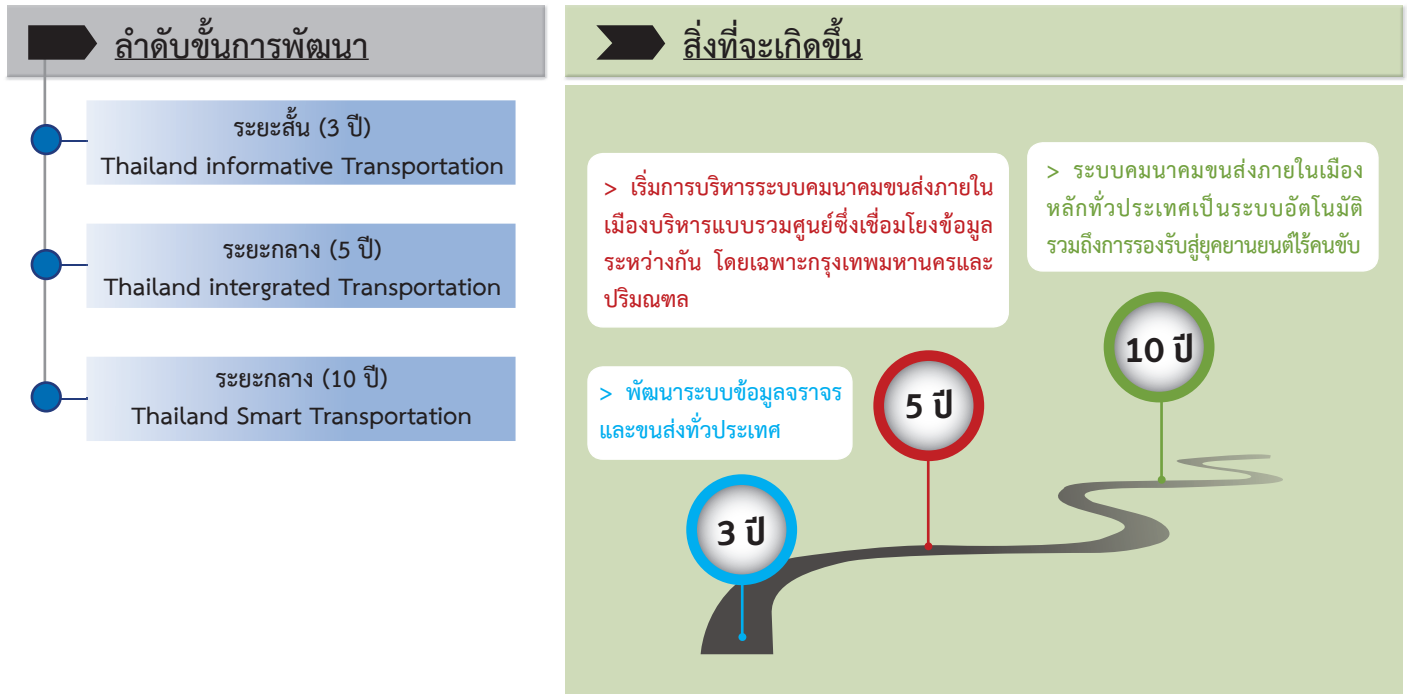 ลำดับขั้นการพัฒนา
ระยะสั้น (3 ปี)
Thailand informative Transportation
ระยะกลาง (5 ปี)
Thailand intergrated Transportation
ระยะกลาง (10 ปี)
Thailand Smart Transportation
สิ่งที่จะเกิดขึ้น
> เริ่มการบริหารระบบคมนาคมขนส่งภายใน
เมืองบริหารแบบรวมศูนย์ซึ่งเชื่อมโยงข้อมูล
ระหว่างกัน โดยเฉพาะกรุงเทพมหานครและ
ปริมณฑล
> ระบบคมนาคมขนส่งภายในเมือง
หลักทั่วประเทศเป็นระบบอัตโนมัติ
รวมถึงการรองรับสู่ยุคยานยนต์ไร้คนขับ
> พัฒนาระบบข้อมูลจราจร
และขนส่งทั่วประเทศ
10 ปี
5 ปี
3 ปี